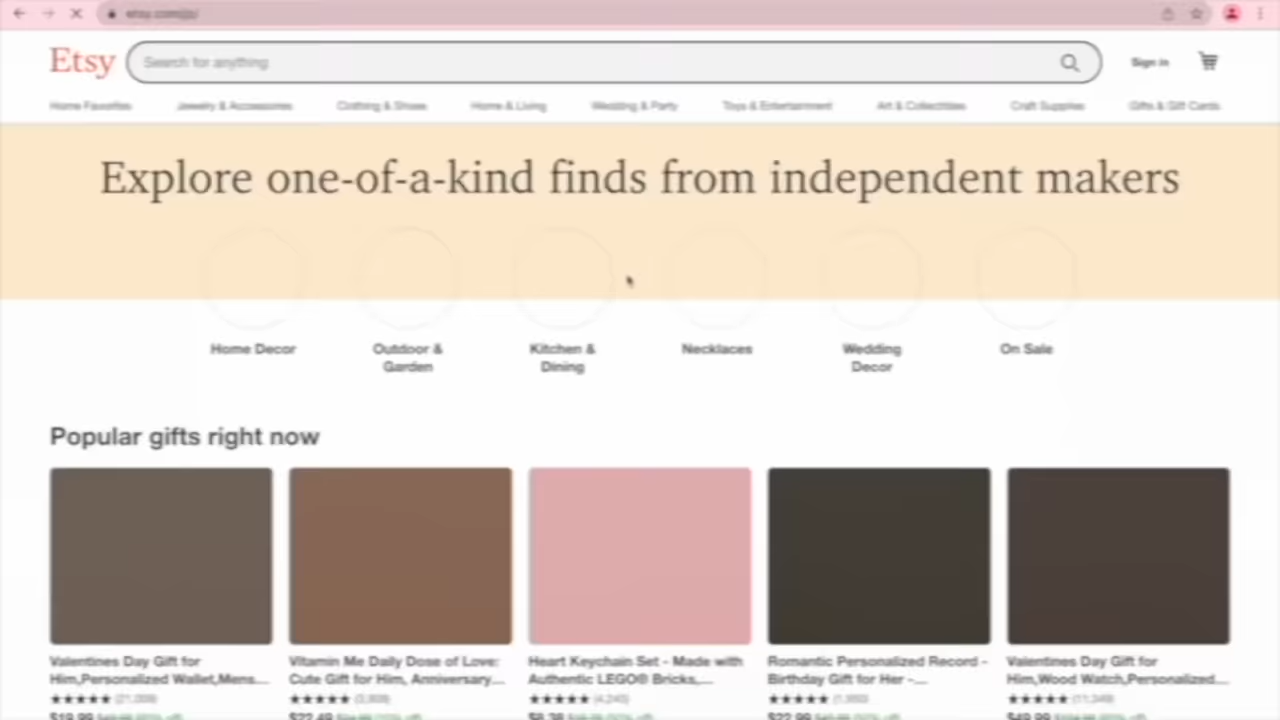 Etsy
Search for anything
Sign in
Home Favorites Jewelry & Accessories Clothing & Shoes Home & Living Wedding & Party Toys & Entertainment Art & Collectibles Craft Supplies Gifts & Gift Cards
Explore one-of-a-kind finds from independent makers
Home Decor
Outdoor &
Garden
Kitchen &
Dining
Necklaces
Wedding
Decor
On Sale
Popular gifts right now
Valentines Day Gift for
Him,Personalized Wallet,Mens...
Vitamin Me Daily Dose of Love:
Cute Gift for Him, Anniversary...
Heart Keychain Set - Made with
Authentic LEGO® Bricks,...
Romantic Personalized Record -
Birthday Gift for Her -...
Valentines Day Gift for
Him,Wood Watch,Personalized...